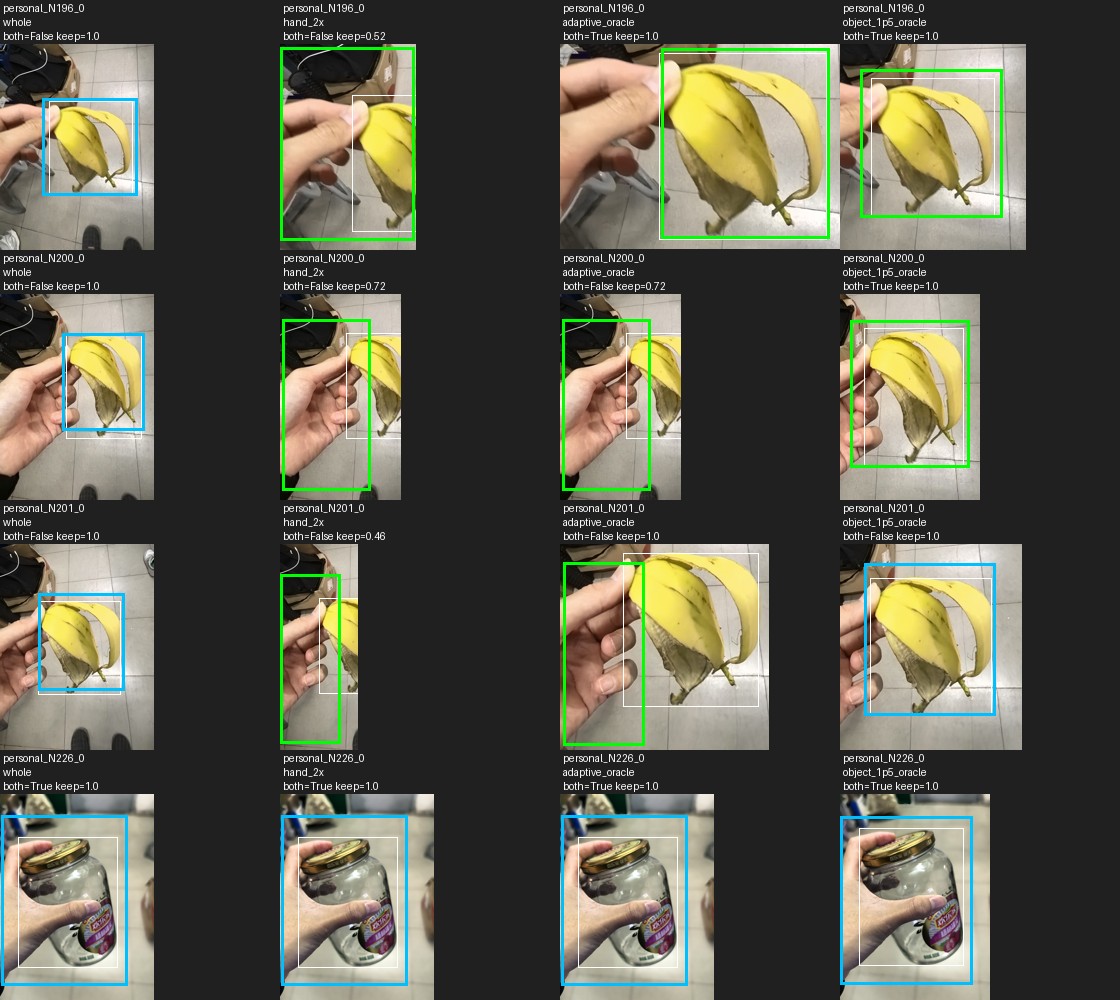 personal_N196_0
whole
both=False keep=1.0
personal_N196_0
hand_2x
both=False keep=0.52
personal_N196_0
adaptive_oracle
both=True keep=1.0
personal_N196_0
object_1p5_oracle
both=True keep=1.0
personal_N200_0
whole
both=False keep=1.0
personal_N200_0
hand_2x
both=False keep=0.72
personal_N200_0
adaptive_oracle
both=False keep=0.72
personal_N200_0
object_1p5_oracle
both=True keep=1.0
personal_N201_0
whole
both=False keep=1.0
personal_N201_0
hand_2x
both=False keep=0.46
personal_N201_0
adaptive_oracle
both=False keep=1.0
personal_N201_0
object_1p5_oracle
both=False keep=1.0
personal_N226_0
whole
both=True keep=1.0
personal_N226_0
hand_2x
both=True keep=1.0
personal_N226_0
adaptive_oracle
both=True keep=1.0
personal_N226_0
object_1p5_oracle
both=True keep=1.0